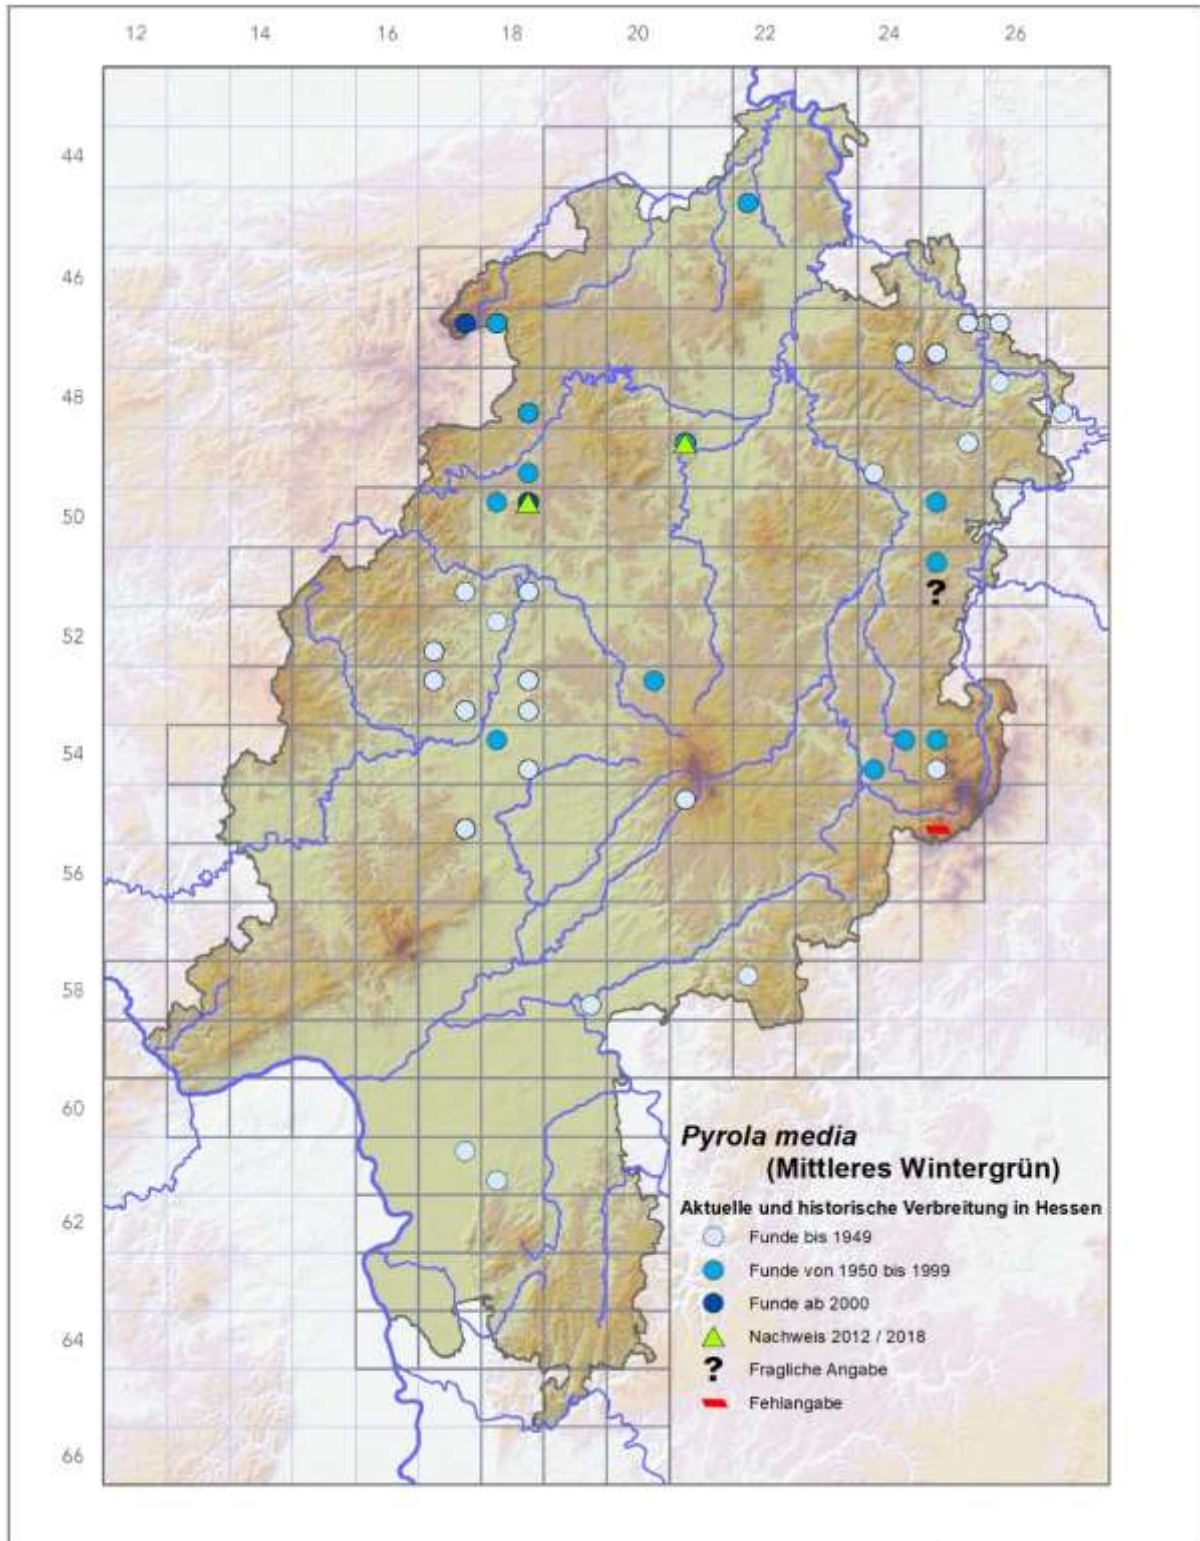 12 14 16 18 20 22 24 26
44
46
48
50
52
54
56
58
60
62
64
66
?
Pyrola media
(Mittleres Wintergrün)
Aktuelle und historische Verbreitung in Hessen
Funde bis 1949
Funde von 1950 bis 1999
Funde ab 2000
Nachweis 2012 / 2018
? Fragliche Angabe
Fehlangabe